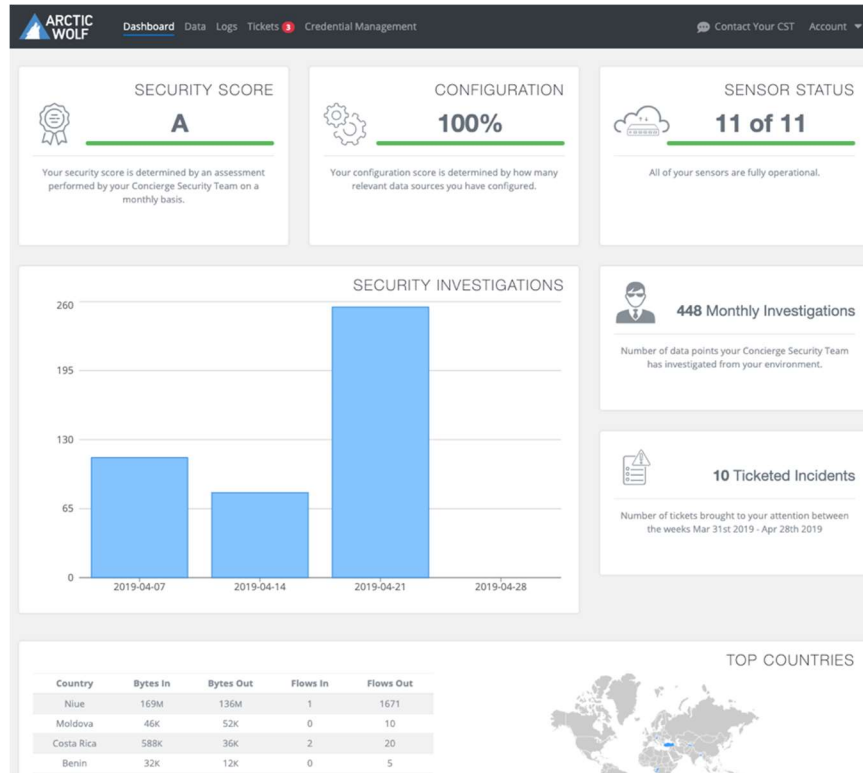 ARCTIC
WOLF
Dashboard Data Logs Tickets 3 Credential Management
Contact Your CST Account
SECURITY SCORE
A
Your security score is determined by an assessment
performed by your Concierge Security Team on a
monthly basis.
CONFIGURATION
100%
Your configuration score is determined by how many
relevant data sources you have configured.
SENSOR STATUS
11 of 11
All of your sensors are fully operational.
SECURITY INVESTIGATIONS
260
195
130
65
0
2019-04-07 2019-04-14 2019-04-21 2019-04-28
448 Monthly Investigations
Number of data points your Concierge Security Team
has investigated from your environment.
10 Ticketed Incidents
Number of tickets brought to your attention between
the weeks Mar 31st 2019 - Apr 28th 2019
TOP COUNTRIES
Country Bytes In Bytes Out Flows In Flows Out
Niue 169M 136M 1 1671
Moldova 46K 52K 0 10
Costa Rica 588K 36K 2 20
Benin 32K 12K 0 5